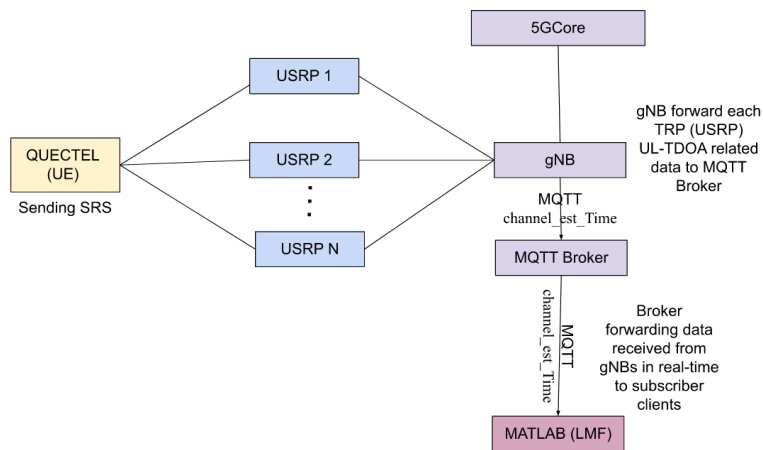 5GCore
USRP 1
gNB forward each
TRP (USRP)
UL-TDOA related
data to MQTT
Broker
QUECTEL
(UE)
USRP 2
gNB
Sending SRS
MQTT
channel_est_Time
USRP N
MQTT Broker
MQTT
channel_est_Time
Broker
forwarding data
received from
gNBs in real-time
to subscriber
clients
MATLAB (LMF)